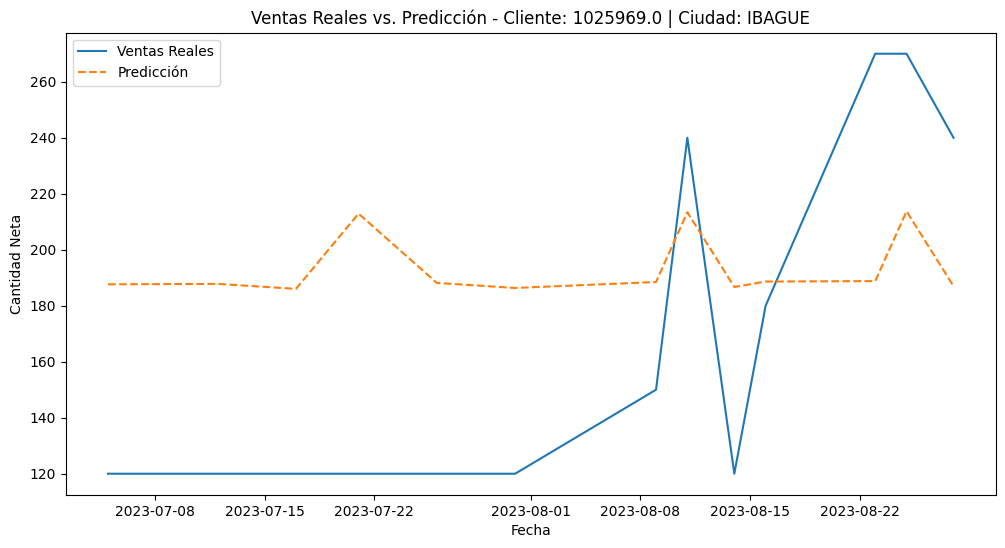 Ventas Reales vs. Predicción - Cliente: 1025969.0 | Ciudad: IBAGUE
Ventas Reales
Predicción
Cantidad Neta
260
240
220
200
180
160
140
120
2023-07-08 2023-07-15 2023-07-22 2023-08-01 2023-08-08 2023-08-15 2023-08-22
Fecha